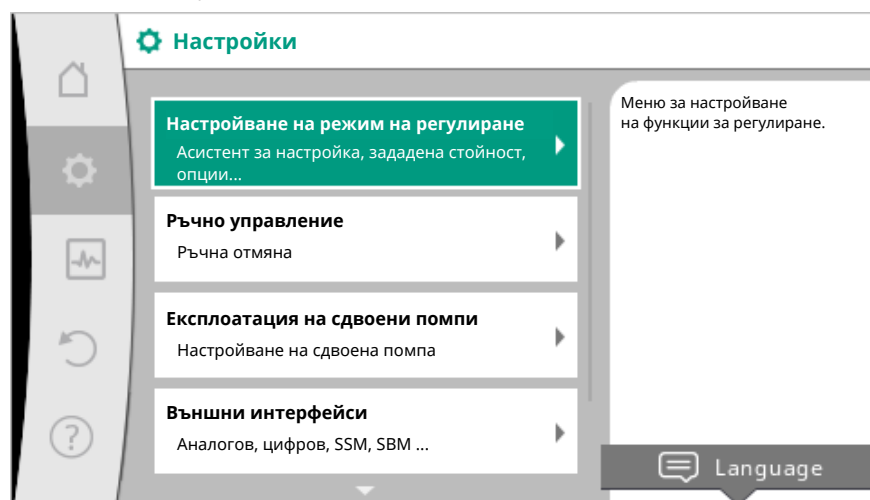 Настройки
Настройване на режим на регулиране
Асистент за настройка, зададена стойност,
опции...
Ръчно управление
Ръчна отмяна
Експлоатация на сдвоени помпи
Настройване на сдвоена помпа
Външни интерфейси
Аналогов, цифров, SSM, SBM ...
Меню за настройване
на функции за регулиране.
Language